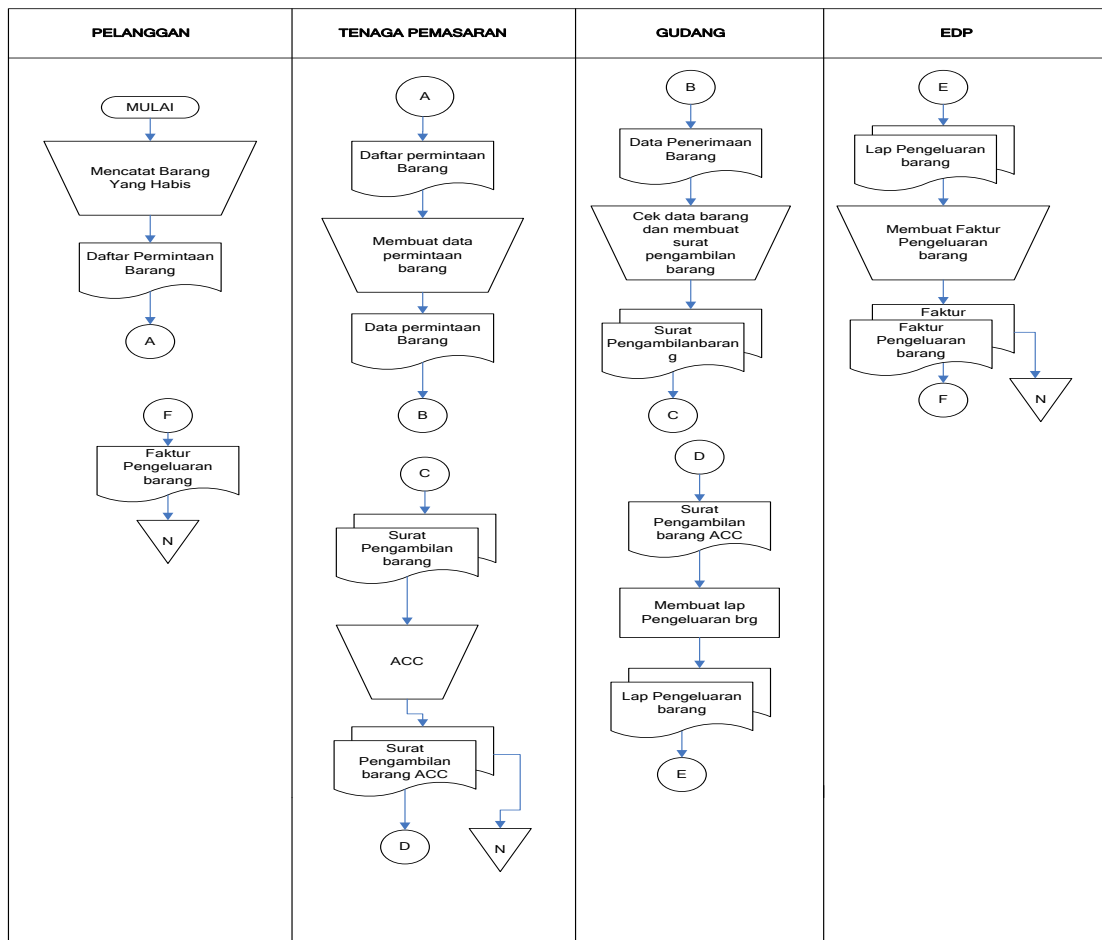 PELANGGAN
TENAGA PEMASARAN
GUDANG
EDP
MULAI
Mencatat Barang
Yang Habis
Daftar Permintaan
Barang
A
F
Faktur
Pengeluaran
barang
N
A
Daftar permintaan
Barang
Membuat data
permintaan
barang
Data permintaan
Barang
B
C
Surat
Pengambilan
barang
ACC
Surat
Pengambilan
barang ACC
D
N
B
Data Penerimaan
Barang
Cek data barang
dan membuat
surat
pengambilan
barang
Surat
Pengambilanbaran
g
C
D
Surat
Pengambilan
barang ACC
Membuat lap
Pengeluaran brg
Lap Pengeluaran
barang
E
E
Lap Pengeluaran
barang
Membuat Faktur
Pengeluaran
barang
Faktur
Faktur
Pengeluaran
barang
F
N